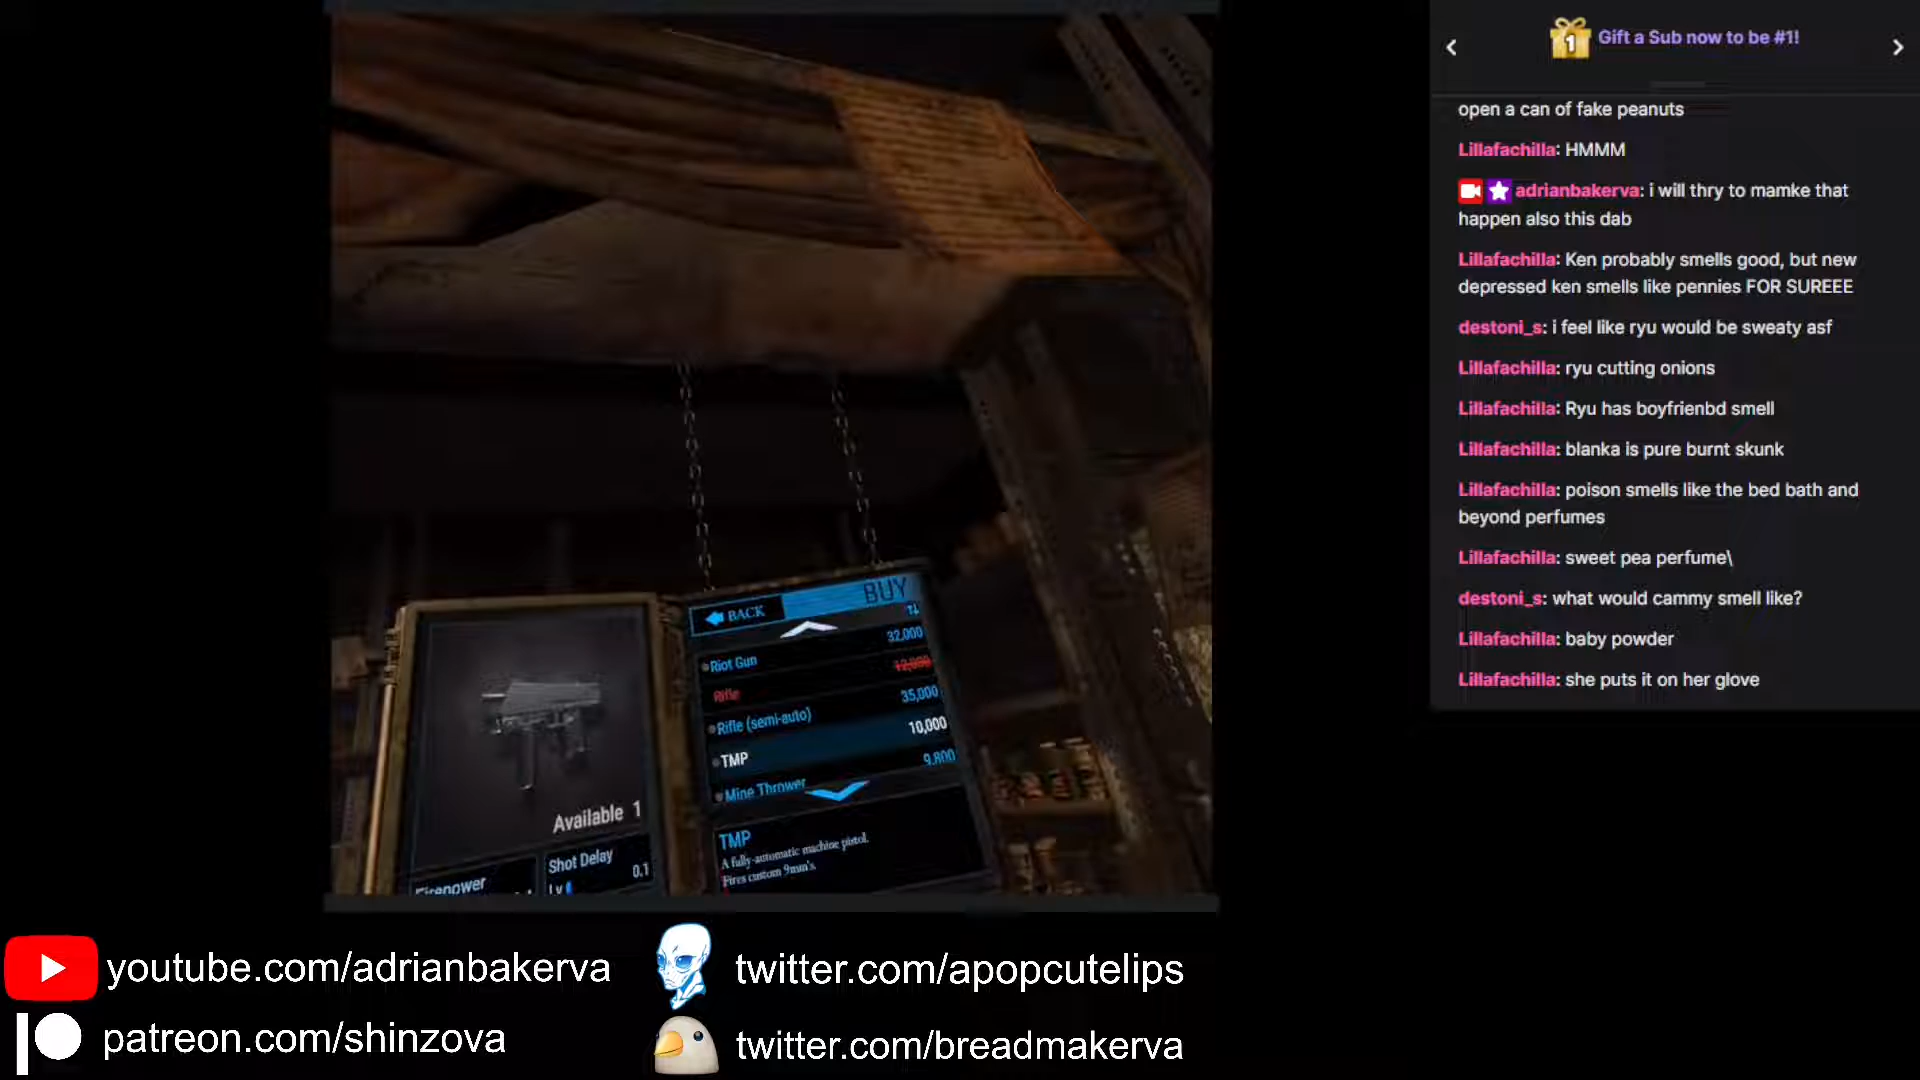 1
Gift a Sub now to be #1!
open a can of fake peanuts
Lillafachilla: HMMM
adrianbakerva: i will thry to mamke that
happen also this dab
Lillafachilla: Ken probably smells good, but new
depressed ken smells like pennies FOR SUREEE
destoni_s: i feel like ryu would be sweaty asf
Lillafachilla: ryu cutting onions
Lillafachilla: Ryu has boyfrienbd smell
Lillafachilla: blanka is pure burnt skunk
Lillafachilla: poison smells like the bed bath and
beyond perfumes
Lillafachilla: sweet pea perfume\
destoni_s: what would cammy smell like?
Lillafachilla: baby powder
Lillafachilla: she puts it on her glove
BACK
BUY
Riot Gun 32,000
Rifle 12,000
Rifle (semi-auto) 35,000
TMP 10,000
Mine Thrower 9,800
TMP
A fully-automatic machine pistol.
Fires custom 9mm's.
Available 1
Firepower
Shot Delay
Lv 0.1
youtube.com/adrianbakerva
twitter.com/apopcutelips
patreon.com/shinzova
twitter.com/breadmakerva